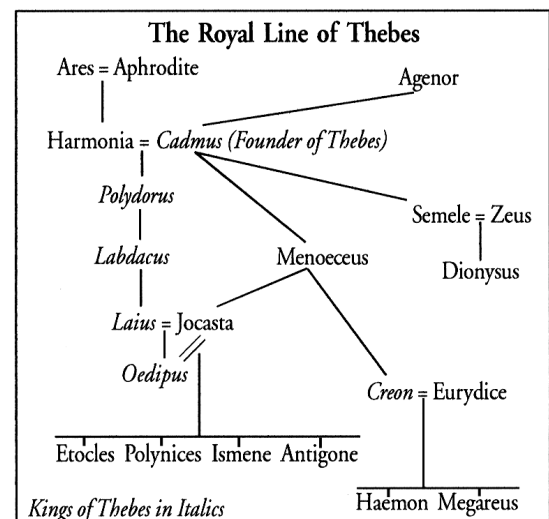 The Royal Line of Thebes
Ares = Aphrodite
Agenor
Harmonia = Cadmus (Founder of Thebes)
Polydorus
Semele = Zeus
Labdacus
Menoeceus
Dionysus
Laius = Jocasta
Oedipus
Creon = Eurydice
Etocles Polynices Ismene Antigone
Haemon Megareus
Kings of Thebes in Italics